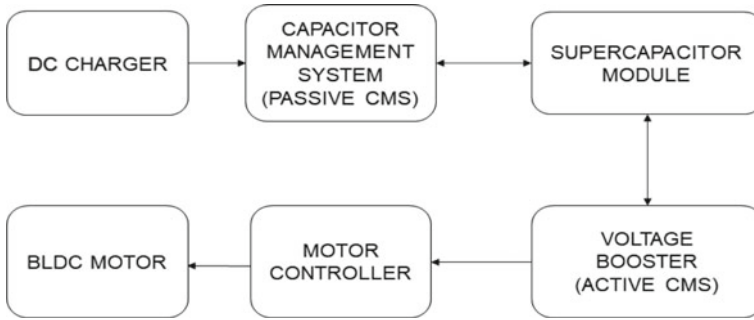 DC CHARGER
CAPACITOR
MANAGEMENT
SYSTEM
(PASSIVE CMS)
SUPERCAPACITOR
MODULE
BLDC MOTOR
MOTOR
CONTROLLER
VOLTAGE
BOOSTER
(ACTIVE CMS)